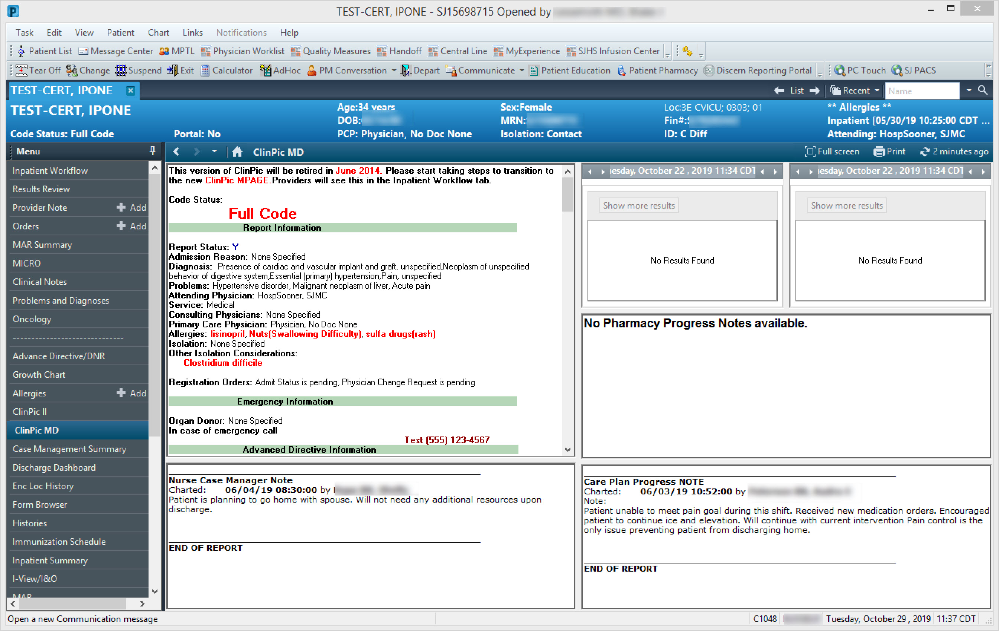 TEST-CERT, IPONE - SJ15698715 Opened by
Task Edit View Patient Chart Links Notifications Help
Patient List Message Center MPTL Physician Worklist Quality Measures Handoff Central Line MyExperience SJHS Infusion Center
Tear Off Change Suspend Exit Calculator AdHoc PM Conversation Depart Communicate Patient Education Patient Pharmacy Discern Reporting Portal PC Touch SJ PACS
TEST-CERT, IPONE List Recent Name
TEST-CERT, IPONE Age:34 years Sex:Female Loc:3E CVICU; 0303; 01 ** Allergies **
DOB: MRN: Fin#: Inpatient [05/30/19 10:25:00 CDT ...
Code Status: Full Code Portal: No PCP: Physician, No Doc None Isolation: Contact ID: C Diff Attending: HospSooner, SJMC
Menu
Inpatient Workflow
Results Review
Provider Note Add
Orders Add
MAR Summary
MICRO
Clinical Notes
Problems and Diagnoses
Oncology
------------------------------
Advance Directive/DNR
Growth Chart
Allergies Add
ClinPic II
ClinPic MD
Case Management Summary
Discharge Dashboard
Enc Loc History
Form Browser
Histories
Immunization Schedule
Inpatient Summary
I-View/I&O
MAR
ClinPic MD Full screen Print 2 minutes ago
This version of ClinPic will be retired in June 2014. Please start taking steps to transition to
the new ClinPic MPAGE.Providers will see this in the Inpatient Workflow tab.
Code Status:
Full Code
Report Information
Report Status: Y
Admission Reason: None Specified
Diagnosis: Presence of cardiac and vascular implant and graft, unspecified,Neoplasm of unspecified
behavior of digestive system,Essential (primary) hypertension,Pain, unspecified
Problems: Hypertensive disorder, Malignant neoplasm of liver, Acute pain
Attending Physician: HospSooner, SJMC
Service: Medical
Consulting Physicians: None Specified
Primary Care Physician: Physician, No Doc None
Allergies: lisinopril, Nuts(Swallowing Difficulty), sulfa drugs(rash)
Isolation: None Specified
Other Isolation Considerations:
Clostridium difficile
Registration Orders: Admit Status is pending, Physician Change Request is pending
Emergency Information
Organ Donor: None Specified
In case of emergency call
Test (555) 123-4567
Advanced Directive Information
esday, October 22 , 2019 11:34 CDT
Show more results
No Results Found
esday, October 22 , 2019 11:34 CDT
Show more results
No Results Found
No Pharmacy Progress Notes available.
Nurse Case Manager Note
Charted: 06/04/19 08:30:00 by
Patient is planning to go home with spouse. Will not need any additional resources upon
discharge.
END OF REPORT
Care Plan Progress NOTE
Charted: 06/03/19 10:52:00 by
Note:
Patient unable to meet pain goal during this shift. Received new medication orders. Encouraged
patient to continue ice and elevation. Will continue with current intervention Pain control is the
only issue preventing patient from discharging home.
END OF REPORT
Open a new Communication message C1048 Tuesday, October 29 , 2019 11:37 CDT